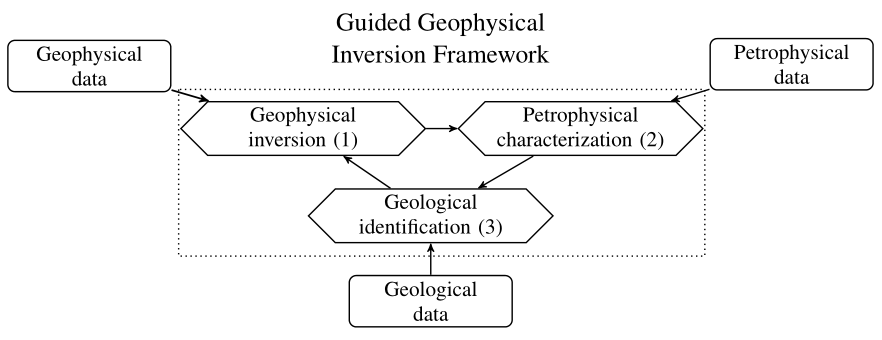 Guided Geophysical
Inversion Framework
Geophysical
data
Petrophysical
data
Geophysical
inversion (1)
Petrophysical
characterization (2)
Geological
identification (3)
Geological
data